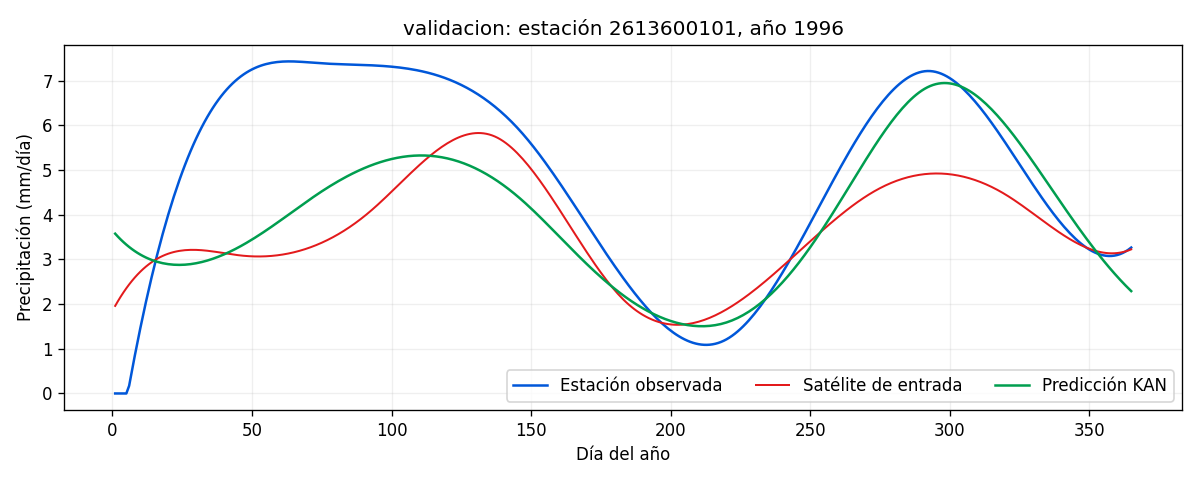 validacion: estación 2613600101, año 1996
Precipitación (mm/día)
7
6
5
4
3
2
1
0
Estación observada
Satélite de entrada
Predicción KAN
0 50 100 150 200 250 300 350
Día del año